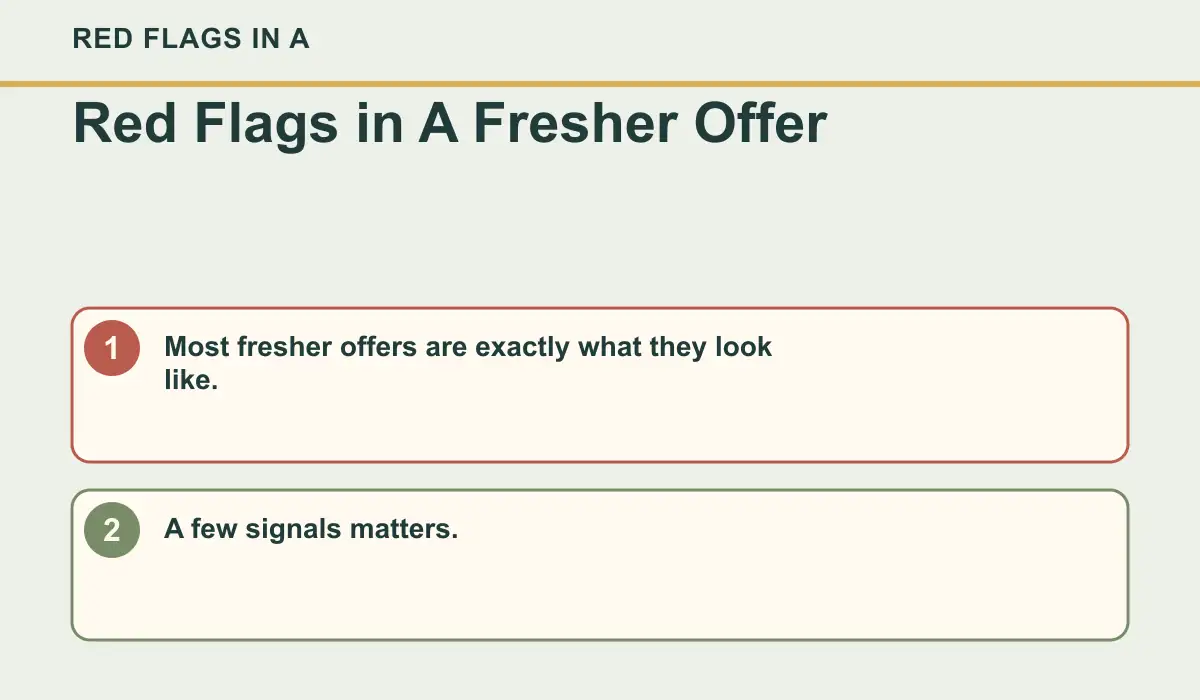 RED FLAGS IN A
Red Flags in A Fresher Offer
1
Most fresher offers are exactly what they look
like.
2
A few signals matters.